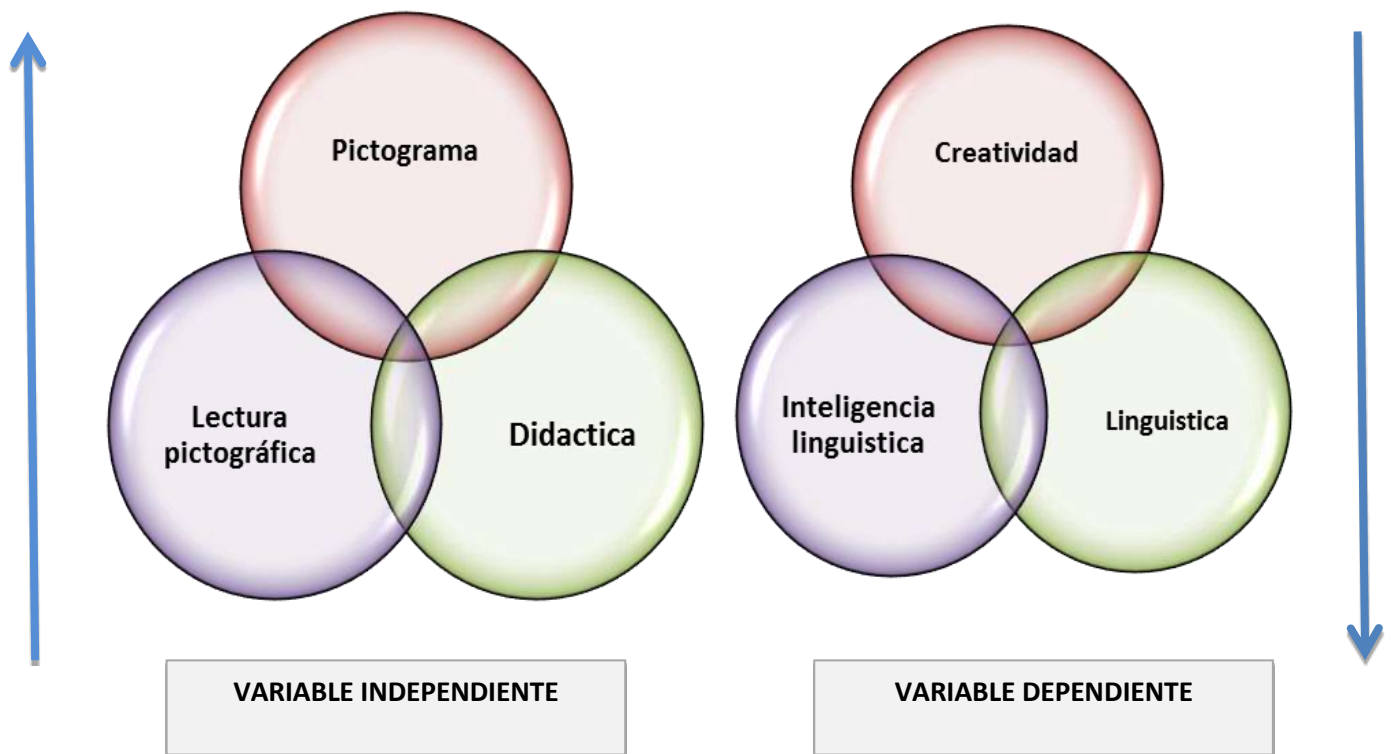 Pictograma
Lectura
pictográfica
Didactica
Creatividad
Inteligencia
linguistica
Linguistica
VARIABLE INDEPENDIENTE
VARIABLE DEPENDIENTE